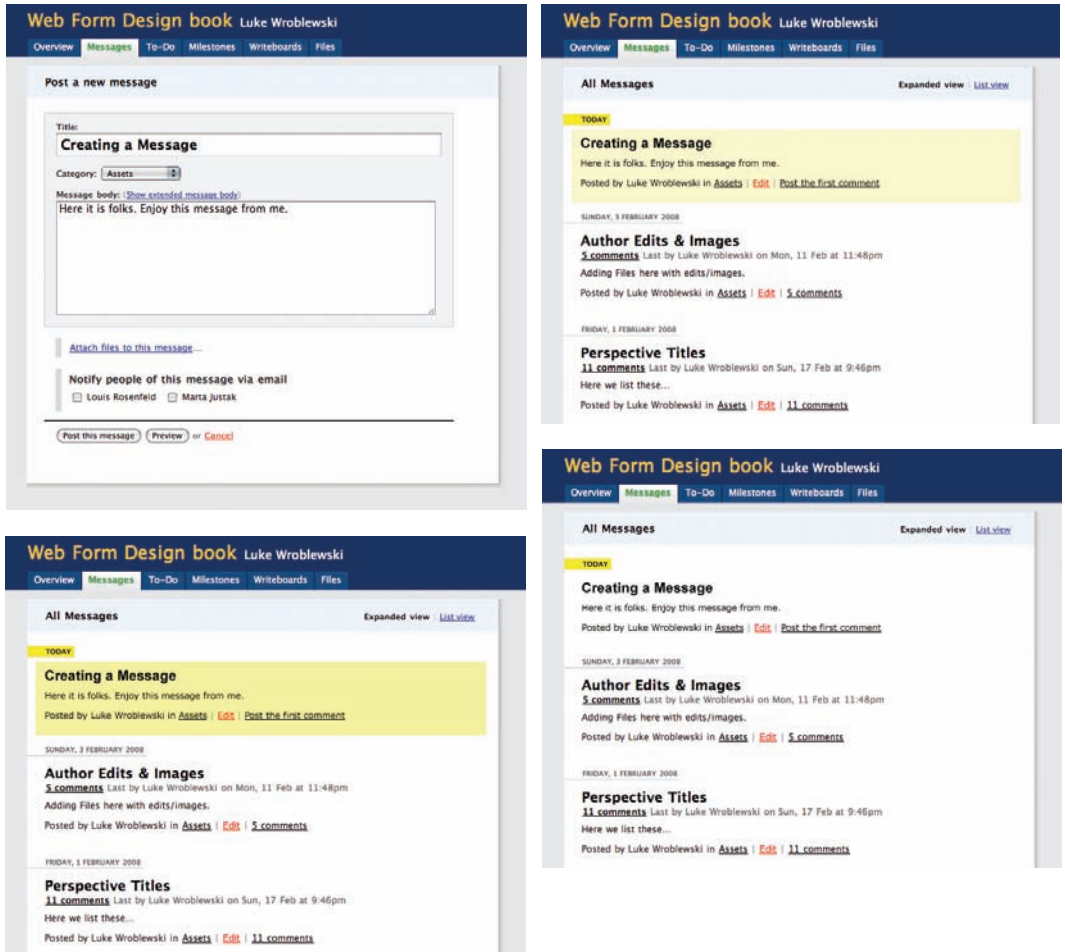 Web Form Design book Luke Wroblewski
Overview Messages To-Do Milestones Writeboards Files
Post a new message
Title:
Creating a Message
Category: Assets
Message body: (Show extended message body)
Here it is folks. Enjoy this message from me.
Attach files to this message...
Notify people of this message via email
Louis Rosenfeld Marta Justak
Post this message Preview or Cancel
Web Form Design book Luke Wroblewski
Overview Messages To-Do Milestones Writeboards Files
All Messages Expanded view | List view
TODAY
Creating a Message
Here it is folks. Enjoy this message from me.
Posted by Luke Wroblewski in Assets | Edit | Post the first comment
SUNDAY, 3 FEBRUARY 2008
Author Edits & Images
5 comments Last by Luke Wroblewski on Mon, 11 Feb at 11:48pm
Adding Files here with edits/images.
Posted by Luke Wroblewski in Assets | Edit | 5 comments
FRIDAY, 1 FEBRUARY 2008
Perspective Titles
11 comments Last by Luke Wroblewski on Sun, 17 Feb at 9:46pm
Here we list these...
Posted by Luke Wroblewski in Assets | Edit | 11 comments
Web Form Design book Luke Wroblewski
Overview Messages To-Do Milestones Writeboards Files
All Messages Expanded view | List view
TODAY
Creating a Message
Here it is folks. Enjoy this message from me.
Posted by Luke Wroblewski in Assets | Edit | Post the first comment
SUNDAY, 3 FEBRUARY 2008
Author Edits & Images
5 comments Last by Luke Wroblewski on Mon, 11 Feb at 11:48pm
Adding Files here with edits/images.
Posted by Luke Wroblewski in Assets | Edit | 5 comments
FRIDAY, 1 FEBRUARY 2008
Perspective Titles
11 comments Last by Luke Wroblewski on Sun, 17 Feb at 9:46pm
Here we list these...
Posted by Luke Wroblewski in Assets | Edit | 11 comments
Web Form Design book Luke Wroblewski
Overview Messages To-Do Milestones Writeboards Files
All Messages Expanded view | List view
TODAY
Creating a Message
Here it is folks. Enjoy this message from me.
Posted by Luke Wroblewski in Assets | Edit | Post the first comment
SUNDAY, 3 FEBRUARY 2008
Author Edits & Images
5 comments Last by Luke Wroblewski on Mon, 11 Feb at 11:48pm
Adding Files here with edits/images.
Posted by Luke Wroblewski in Assets | Edit | 5 comments
FRIDAY, 1 FEBRUARY 2008
Perspective Titles
11 comments Last by Luke Wroblewski on Sun, 17 Feb at 9:46pm
Here we list these...
Posted by Luke Wroblewski in Assets | Edit | 11 comments